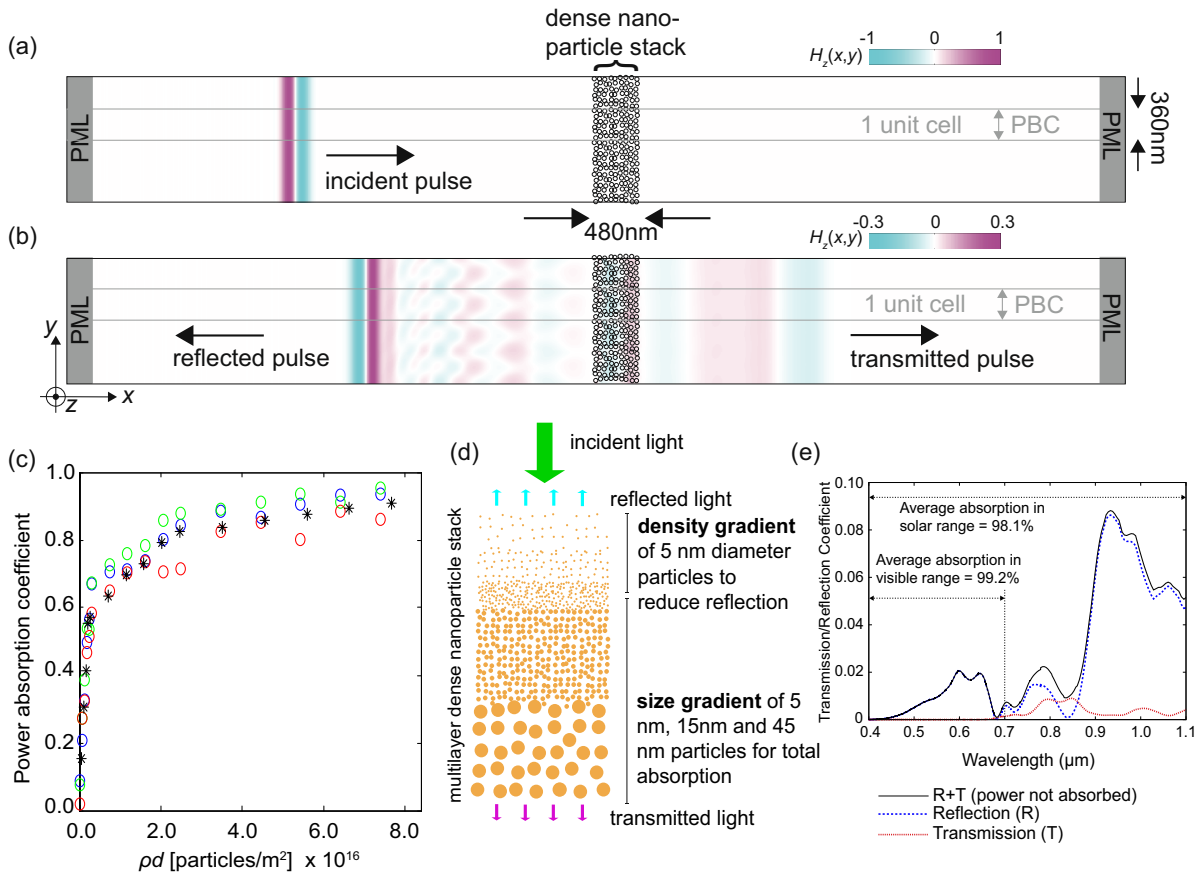 (a)
dense nano-
particle stack
-1 0 1
Hz(x,y)
PML
incident pulse
1 unit cell
PBC
PML
360nm
480nm
(b)
-0.3 0 0.3
Hz(x,y)
PML
reflected pulse
1 unit cell
PBC
transmitted pulse
PML
y
z
x
(c)
Power absorption coefficient
1.0
0.8
0.6
0.4
0.2
0.0
0.0 2.0 4.0 6.0 8.0
ρd [particles/m²] x 10¹⁶
(d)
incident light
reflected light
multilayer dense nanoparticle stack
density gradient
of 5 nm diameter
particles to
reduce reflection
size gradient of 5
nm, 15nm and 45
nm particles for total
absorption
transmitted light
(e)
Transmission/Reflection Coefficient
0.10
0.08
0.06
0.04
0.02
0
Average absorption in
solar range = 98.1%
Average absorption in
visible range = 99.2%
0.4 0.5 0.6 0.7 0.8 0.9 1.0 1.1
Wavelength (μm)
R+T (power not absorbed)
Reflection (R)
Transmission (T)